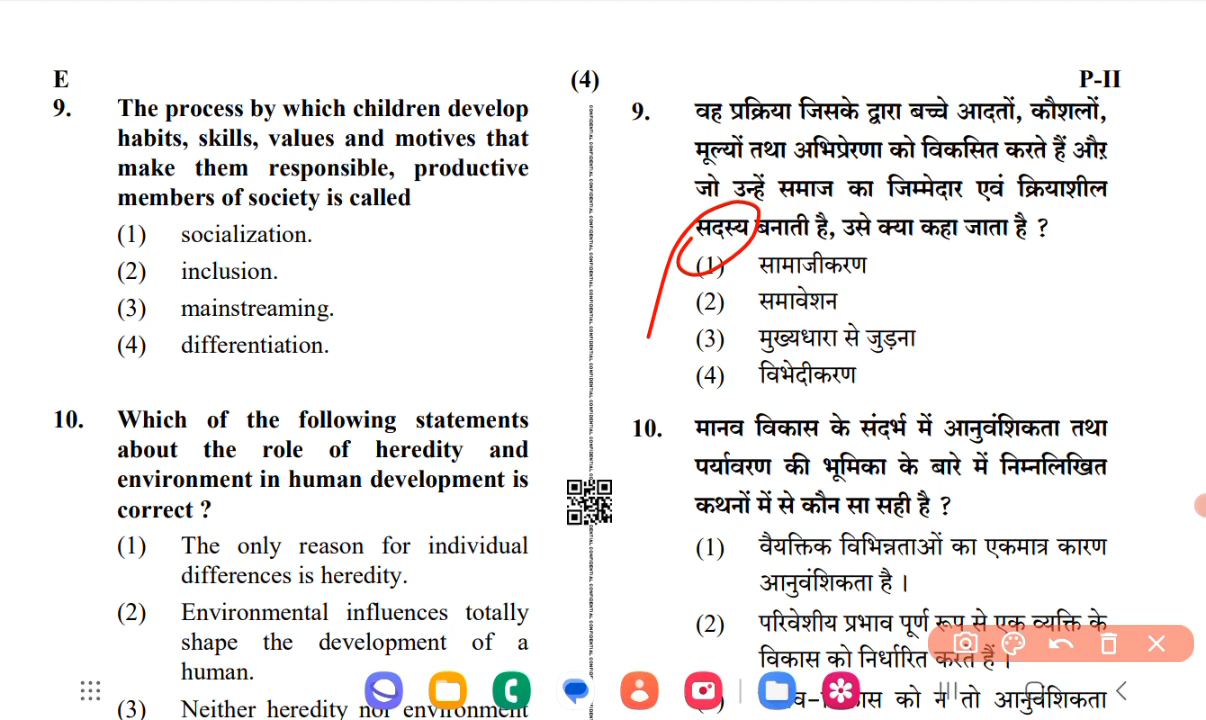 E
(4)
P-II
9. The process by which children develop
habits, skills, values and motives that
make them responsible, productive
members of society is called
(1) socialization.
(2) inclusion.
(3) mainstreaming.
(4) differentiation.
10. Which of the following statements
about the role of heredity and
environment in human development is
correct ?
(1) The only reason for individual
differences is heredity.
(2) Environmental influences totally
shape the development of a
human.
(3) Neither heredity nor environment
9. वह प्रक्रिया जिसके द्वारा बच्चे आदतों, कौशलों,
मूल्यों तथा अभिप्रेरणा को विकसित करते हैं और
जो उन्हें समाज का जिम्मेदार एवं क्रियाशील
सदस्य बनाती है, उसे क्या कहा जाता है ?
(1) सामाजीकरण
(2) समावेशन
(3) मुख्यधारा से जुड़ना
(4) विभेदीकरण
10. मानव विकास के संदर्भ में आनुवंशिकता तथा
पर्यावरण की भूमिका के बारे में निम्नलिखित
कथनों में से कौन सा सही है ?
(1) वैयक्तिक विभिन्नताओं का एकमात्र कारण
आनुवंशिकता है ।
(2) परिवेशीय प्रभाव पूर्ण रूप से एक व्यक्ति के
विकास को निर्धारित करते हैं ।
को न तो आनुवंशिकता